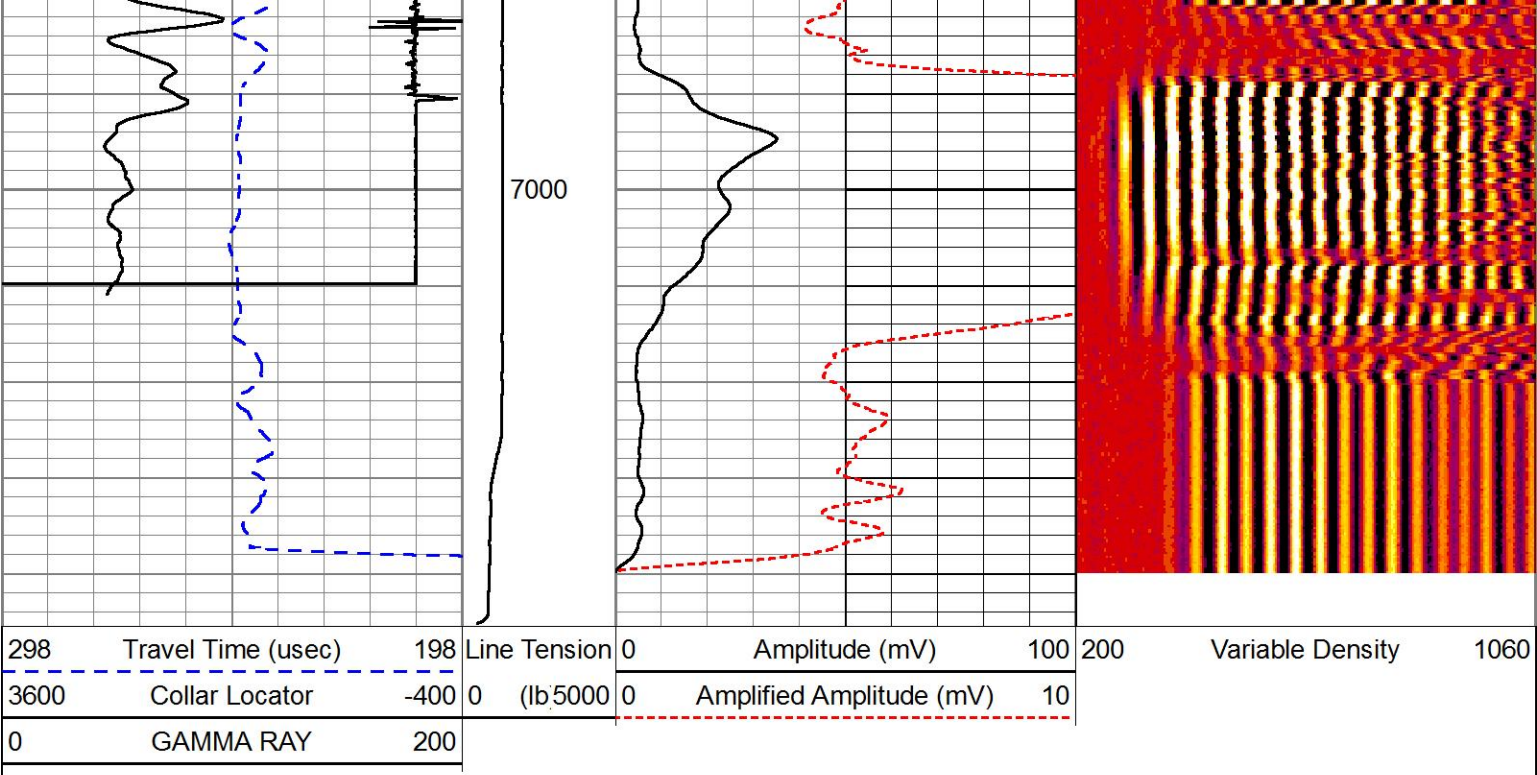 7000
298 Travel Time (usec) 198 Line Tension 0 Amplitude (mV) 100 200 Variable Density 1060
3600 Collar Locator -400 0 (lb) 5000 0 Amplified Amplitude (mV) 10
0 GAMMA RAY 200